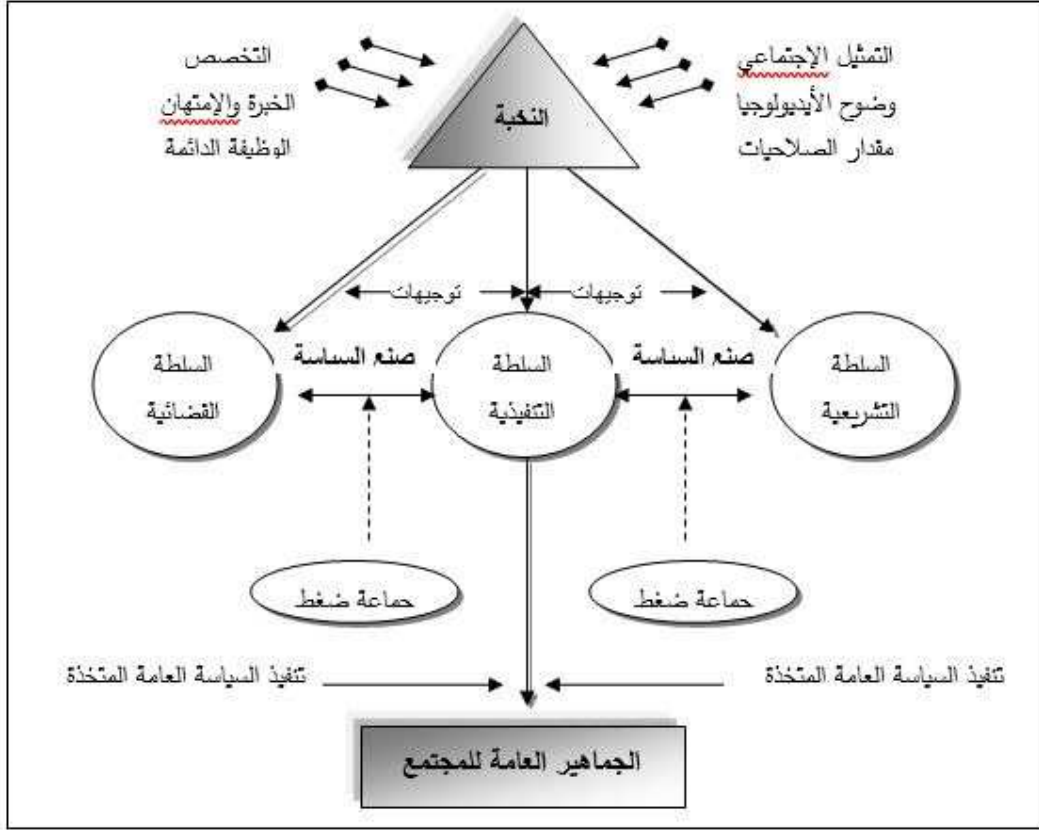 التمثيل الإجتماعي
وضوح الأيديولوجيا
مقدار الصلاحيات
النخبة
التخصص
الخبرة والإمتهان
الوظيفة الدائمة
توجيهات
توجيهات
السلطة
التشريعية
صنع السياسة
السلطة
التنفيذية
صنع السياسة
السلطة
القضائية
جماعة ضغط
جماعة ضغط
تنفيذ السياسة العامة المتخذة
تنفيذ السياسة العامة المتخذة
الجماهير العامة للمجتمع